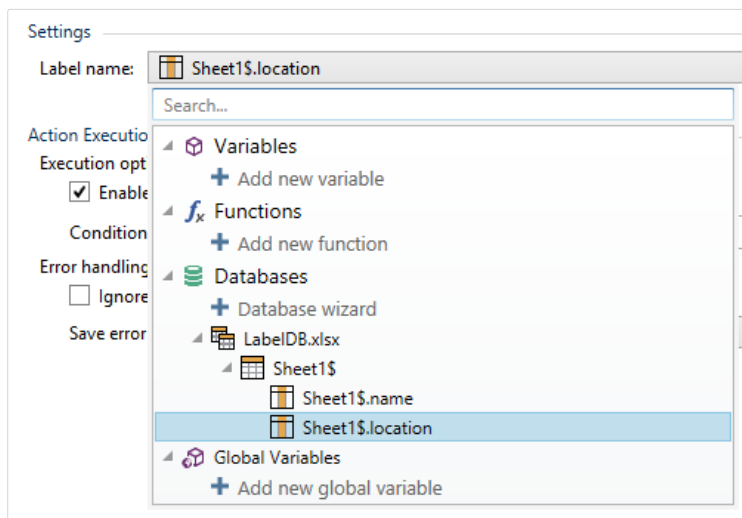 Settings
Label name: Sheet1$.location
Search...
Action Executio
Variables
Execution opt
Add new variable
Enable
Functions
Condition
Add new function
Error handling
Databases
Ignore
Database wizard
Save error
LabelDB.xlsx
Sheet1$
Sheet1$.name
Sheet1$.location
Global Variables
Add new global variable